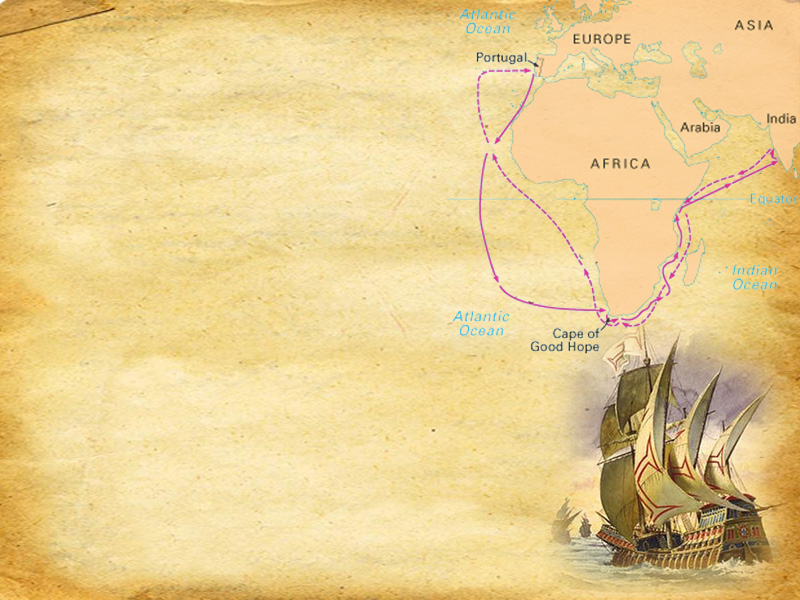 Atlantic
Ocean
EUROPE
ASIA
Portugal
India
Arabia
AFRICA
Equator
Indian
Ocean
Atlantic
Ocean
Cape of
Good Hope